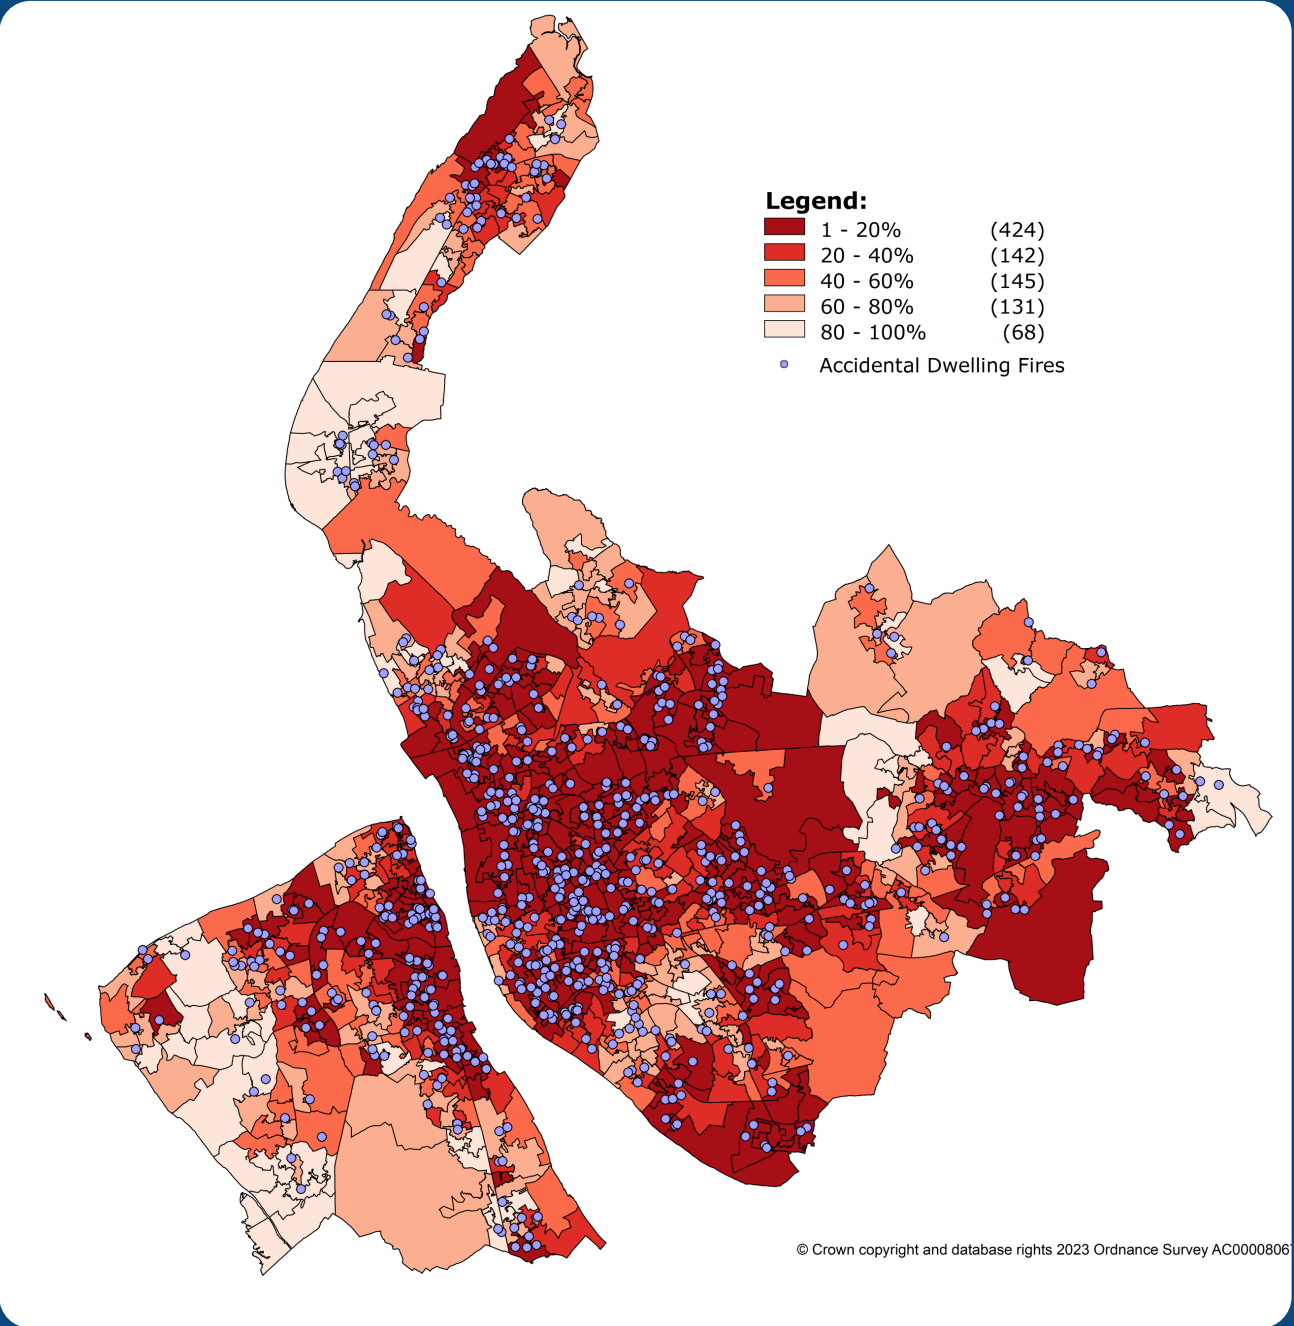 Legend:
1 - 20% (424)
20 - 40% (142)
40 - 60% (145)
60 - 80% (131)
80 - 100% (68)
Accidental Dwelling Fires
© Crown copyright and database rights 2023 Ordnance Survey